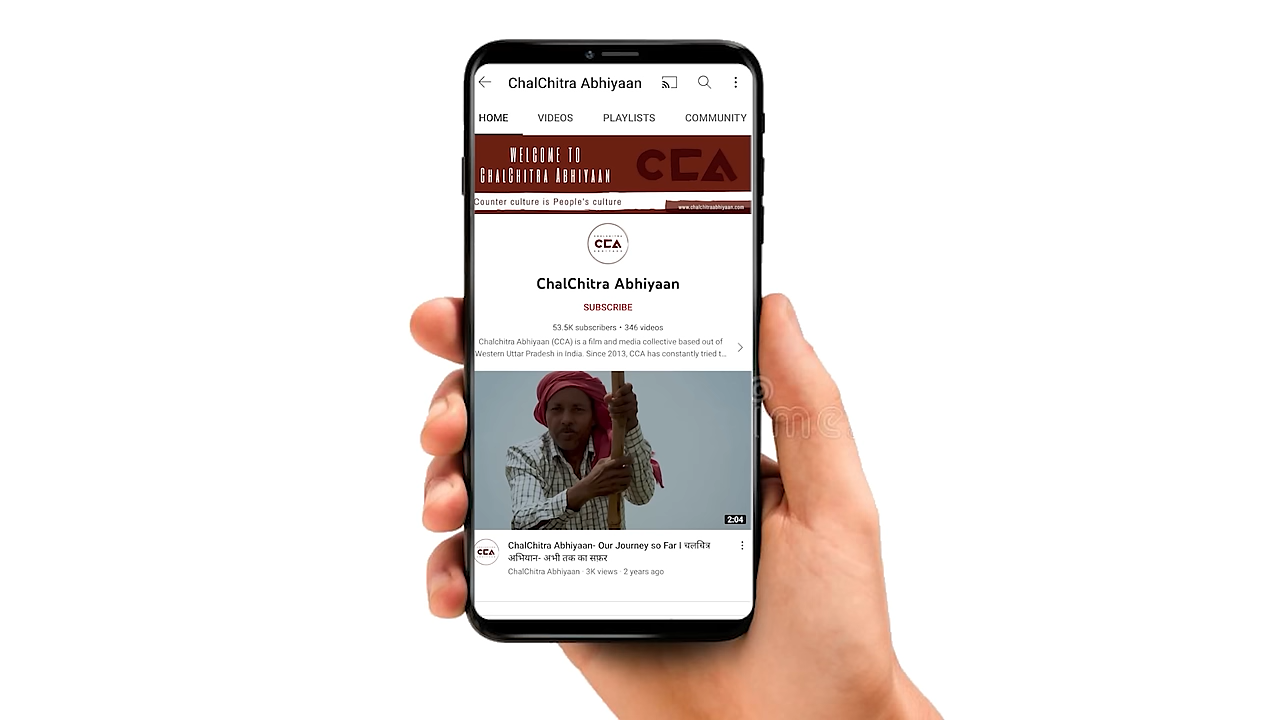 ChalChitra Abhiyaan
HOME VIDEOS PLAYLISTS COMMUNITY
WELCOME TO
CHALCHITRA ABHIYAAN
CCA
Counter culture is People's culture
www.chalchitraabhiyaan.com
CCA
ChalChitra Abhiyaan
SUBSCRIBE
53.5K subscribers • 346 videos
Chalchitra Abhiyaan (CCA) is a film and media collective based out of
Western Uttar Pradesh in India. Since 2013, CCA has constantly tried t...
2:04
CCA
ChalChitra Abhiyaan- Our Journey so Far I चलचित्र
अभियान- अभी तक का सफ़र
ChalChitra Abhiyaan · 3K views · 2 years ago